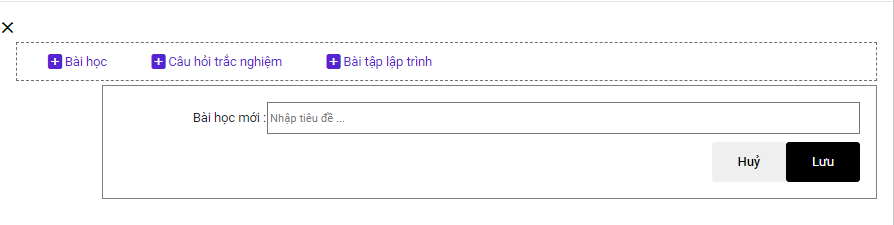 Bài học Câu hỏi trắc nghiệm Bài tập lập trình
Bài học mới : Nhập tiêu đề ...
Huỷ Lưu